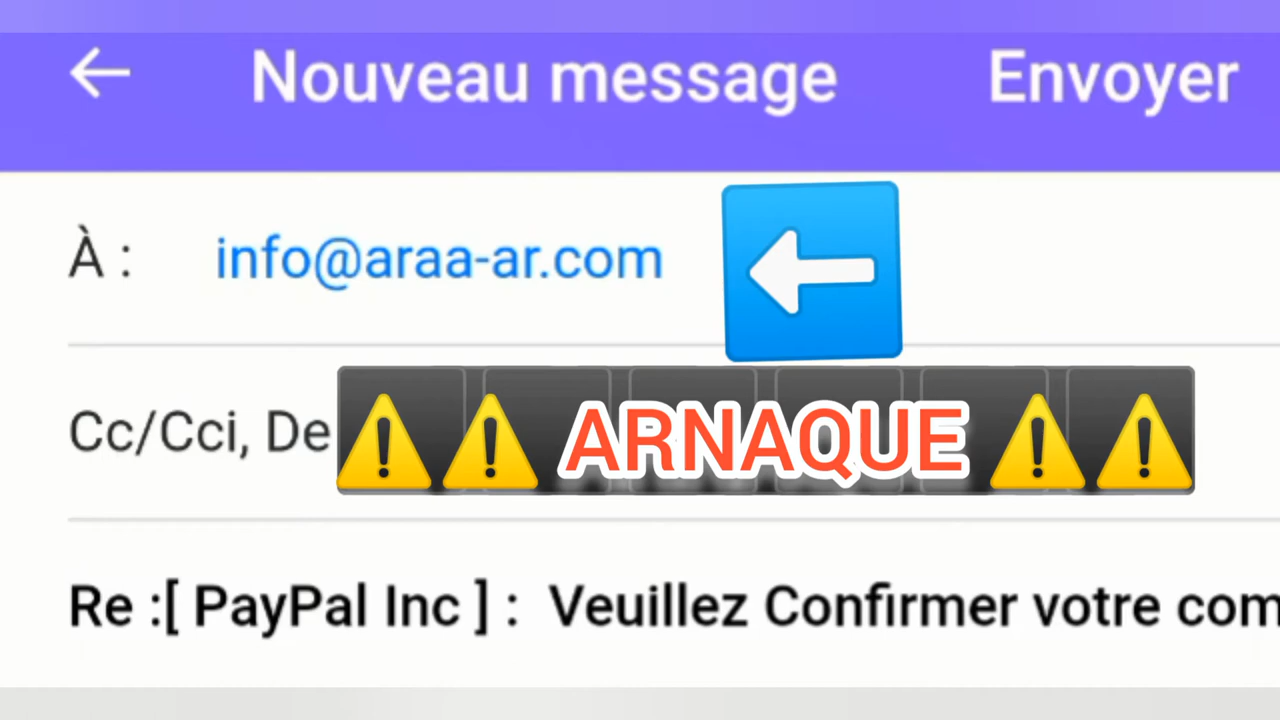 Nouveau message Envoyer
À : info@araa-ar.com
Cc/Cci, De
ARNAQUE
Re :[ PayPal Inc ] : Veuillez Confirmer votre com